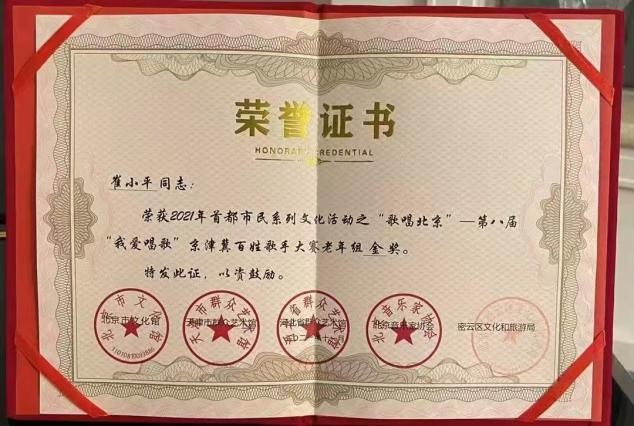 荣誉证书
HONORARY CREDENTIAL
崔小平同志：
荣获2021年首都市民系列文化活动之“歌唱北京”—第八届
“我爱唱歌”京津冀百姓歌手大赛老年组金奖。
特发此证，以资鼓励。
北京市文化馆 天津市群众艺术馆 河北省群众艺术馆 北京音乐家协会 密云区文化和旅游局